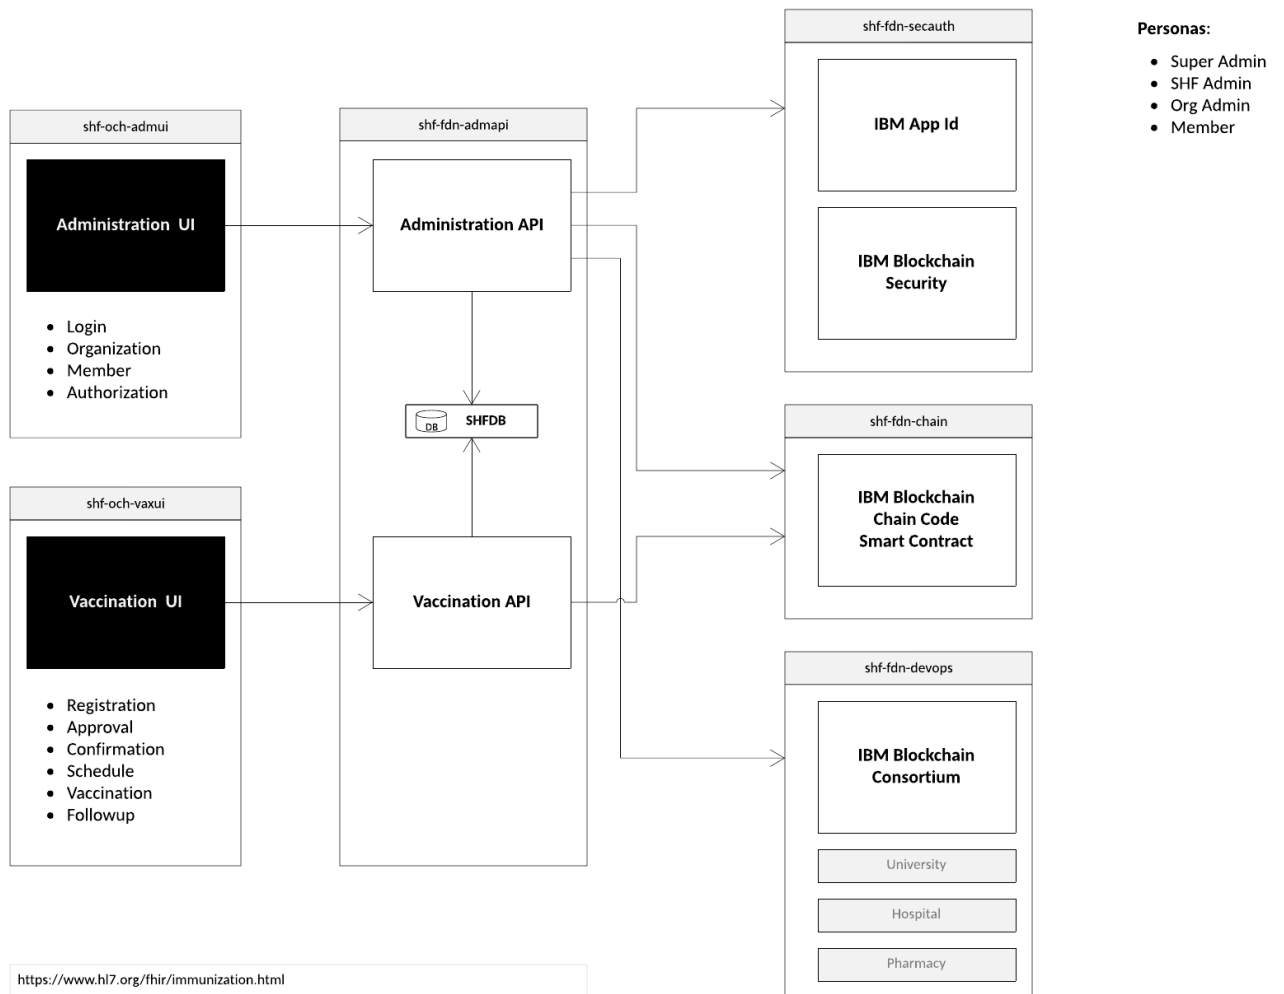 shf-fdn-secauth
IBM App Id
IBM Blockchain
Security
Personas:
Super Admin
SHF Admin
Org Admin
Member
shf-och-admui
Administration UI
Login
Organization
Member
Authorization
shf-fdn-admapi
Administration API
DB
SHFDB
Vaccination API
shf-fdn-chain
IBM Blockchain
Chain Code
Smart Contract
shf-och-vaxui
Vaccination UI
Registration
Approval
Confirmation
Schedule
Vaccination
Followup
shf-fdn-devops
IBM Blockchain
Consortium
University
Hospital
Pharmacy
https://www.hl7.org/fhir/immunization.html